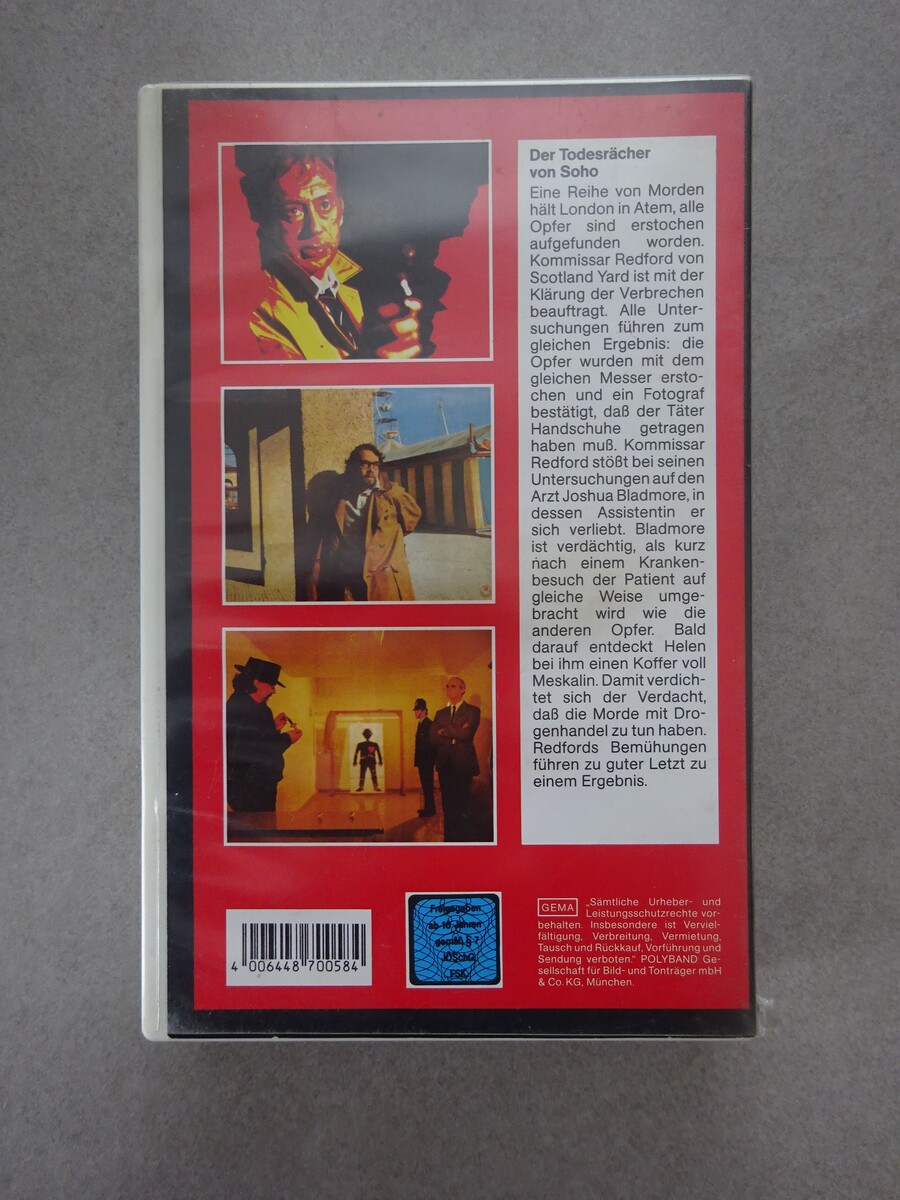 Der Todesrächer
von Soho
Eine Reihe von Morden
hält London in Atem, alle
Opfer sind erstochen
aufgefunden worden.
Kommissar Redford von
Scotland Yard ist mit der
Klärung der Verbrechen
beauftragt. Alle Unter-
suchungen führen zum
gleichen Ergebnis: die
Opfer wurden mit dem
gleichen Messer ersto-
chen und ein Fotograf
bestätigt, daß der Täter
Handschuhe getragen
haben muß. Kommissar
Redford stößt bei seinen
Untersuchungen auf den
Arzt Joshua Bladmore, in
dessen Assistentin er
sich verliebt. Bladmore
ist verdächtig, als kurz
nach einem Kranken-
besuch der Patient auf
gleiche Weise umge-
bracht wird wie die
anderen Opfer. Bald
darauf entdeckt Helen
bei ihm einen Koffer voll
Meskalin. Damit verdich-
tet sich der Verdacht,
daß die Morde mit Dro-
genhandel zu tun haben.
Redfords Bemühungen
führen zu guter Letzt zu
einem Ergebnis.
4 006448 700584
Freigegeben
ab 16 Jahren
gemäß § 7
JÖSchG
FSK
GEMA „Sämtliche Urheber- und
Leistungsschutzrechte vor-
behalten. Insbesondere ist Verviel-
fältigung, Verbreitung, Vermietung,
Tausch und Rückkauf, Vorführung und
Sendung verboten.“ POLYBAND Ge-
sellschaft für Bild- und Tonträger mbH
& Co. KG, München.